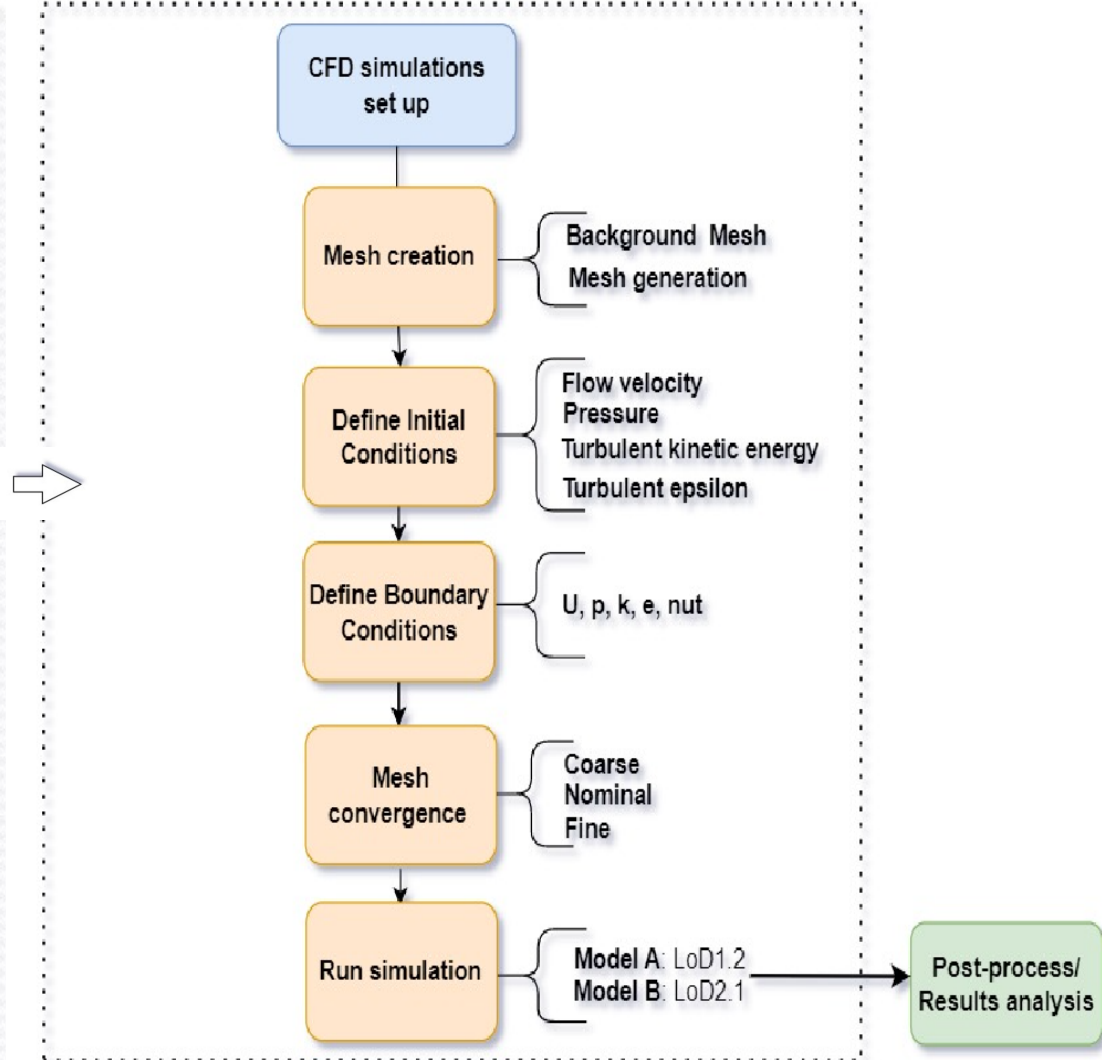 CFD simulations
set up
Mesh creation
Background Mesh
Mesh generation
Define Initial
Conditions
Flow velocity
Pressure
Turbulent kinetic energy
Turbulent epsilon
Define Boundary
Conditions
U, p, k, e, nut
Mesh
convergence
Coarse
Nominal
Fine
Run simulation
Model A: LoD1.2
Model B: LoD2.1
Post-process/
Results analysis